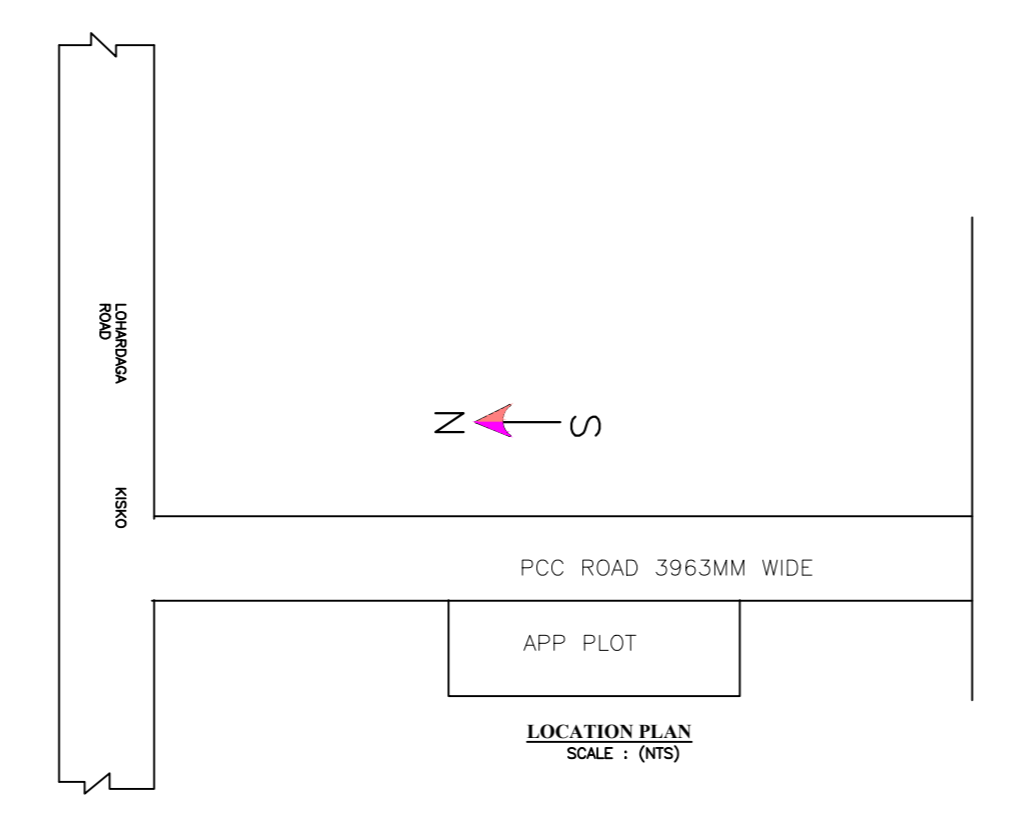 LOHARDAGA
ROAD
KISKO
N
S
PCC ROAD 3963MM WIDE
APP PLOT
LOCATION PLAN
SCALE : (NTS)